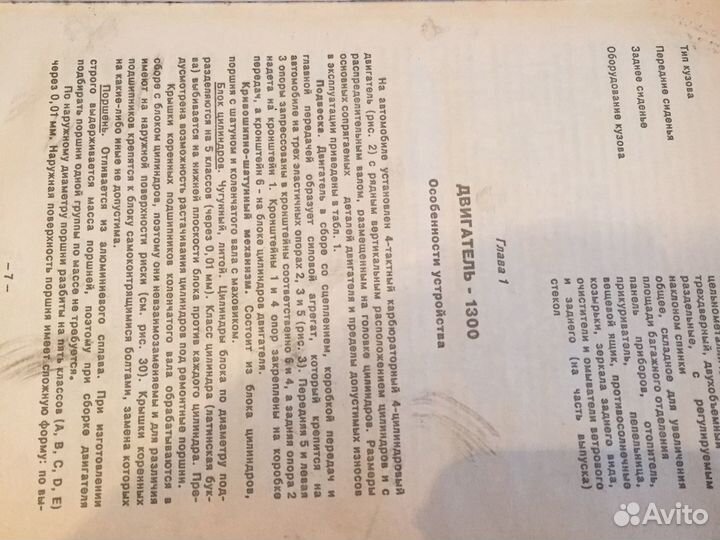 Тип кузова
цельнометалли
трехдверный, двухобъемный
Передние сиденья
раздельные, с регулируемым
наклоном спинки
Заднее сиденье
общее, складное для увеличения
площади багажного отделения
Оборудование кузова
панель приборов, отопитель,
прикуриватель, пепельница,
вещевой ящик, противосолнечные
козырьки, зеркала заднего вида,
очистители и омыватели ветрового
и заднего (на часть выпуска)
стекол
Глава 1
ДВИГАТЕЛЬ - 1300
Особенности устройства
На автомобиле установлен 4-тактный карбюраторный 4-цилиндровый
двигатель (рис. 2) с рядным вертикальным расположением цилиндров и с
распределительным валом, размещенным на головке цилиндров. Размеры
основных сопрягаемых деталей двигателя и пределы допустимых износов
в эксплуатации приведены в табл. 1.
Подвеска. Двигатель в сборе со сцеплением, коробкой передач и
главной передачей образует силовой агрегат, который крепится на
автомобиле на трех эластичных опорах 2, 3 и 5 (рис. 3). Передняя 5 и левая
3 опоры запрессованы в кронштейны соответственно 6 и 4, а задняя опора 2
надета на кронштейн 1. Кронштейны 1 и 4 опор закреплены на коробке
передач, а кронштейн 6 - на блоке цилиндров двигателя.
Кривошипно-шатунный механизм. Состоит из блока цилиндров,
поршня с шатуном и коленчатого вала с маховиком.
Блок цилиндров. Чугунный, литой. Цилиндры блока по диаметру под-
разделяются на 5 классов (через 0,01 мм). Класс цилиндра (латинская бук-
ва) выбивается на нижней плоскости блока против каждого цилиндра. Пре-
дусмотрена возможность растачивания цилиндров под ремонтные поршни.
Крышки коренных подшипников коленчатого вала обрабатываются в
сборе с блоком цилиндров, поэтому они невзаимозаменяемы и для различия
имеют на наружной поверхности риски (см. рис. 30). Крышки коренных
подшипников крепятся к блоку самоконтрящимися болтами, замена которых
на какие-либо иные не допустима.
Поршень. Отливается из алюминиевого сплава. При изготовлении
строго выдерживается масса поршней, поэтому при сборке двигателя
подбирать поршни одной группы по массе не требуется.
По наружному диаметру поршни разбиты на пять классов (A, B, C, D, E)
через 0,01 мм. Наружная поверхность поршня имеет сложную форму: по вы-
– 7 –
Avito